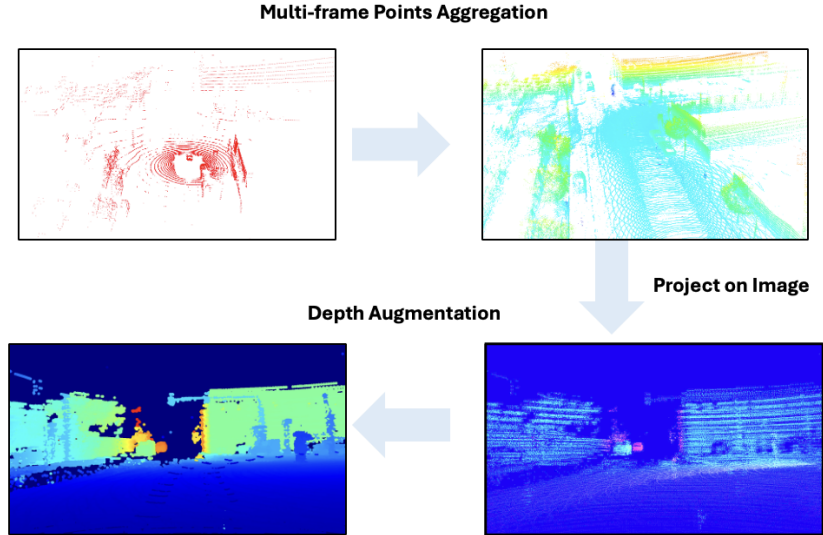 Multi-frame Points Aggregation
Project on Image
Depth Augmentation